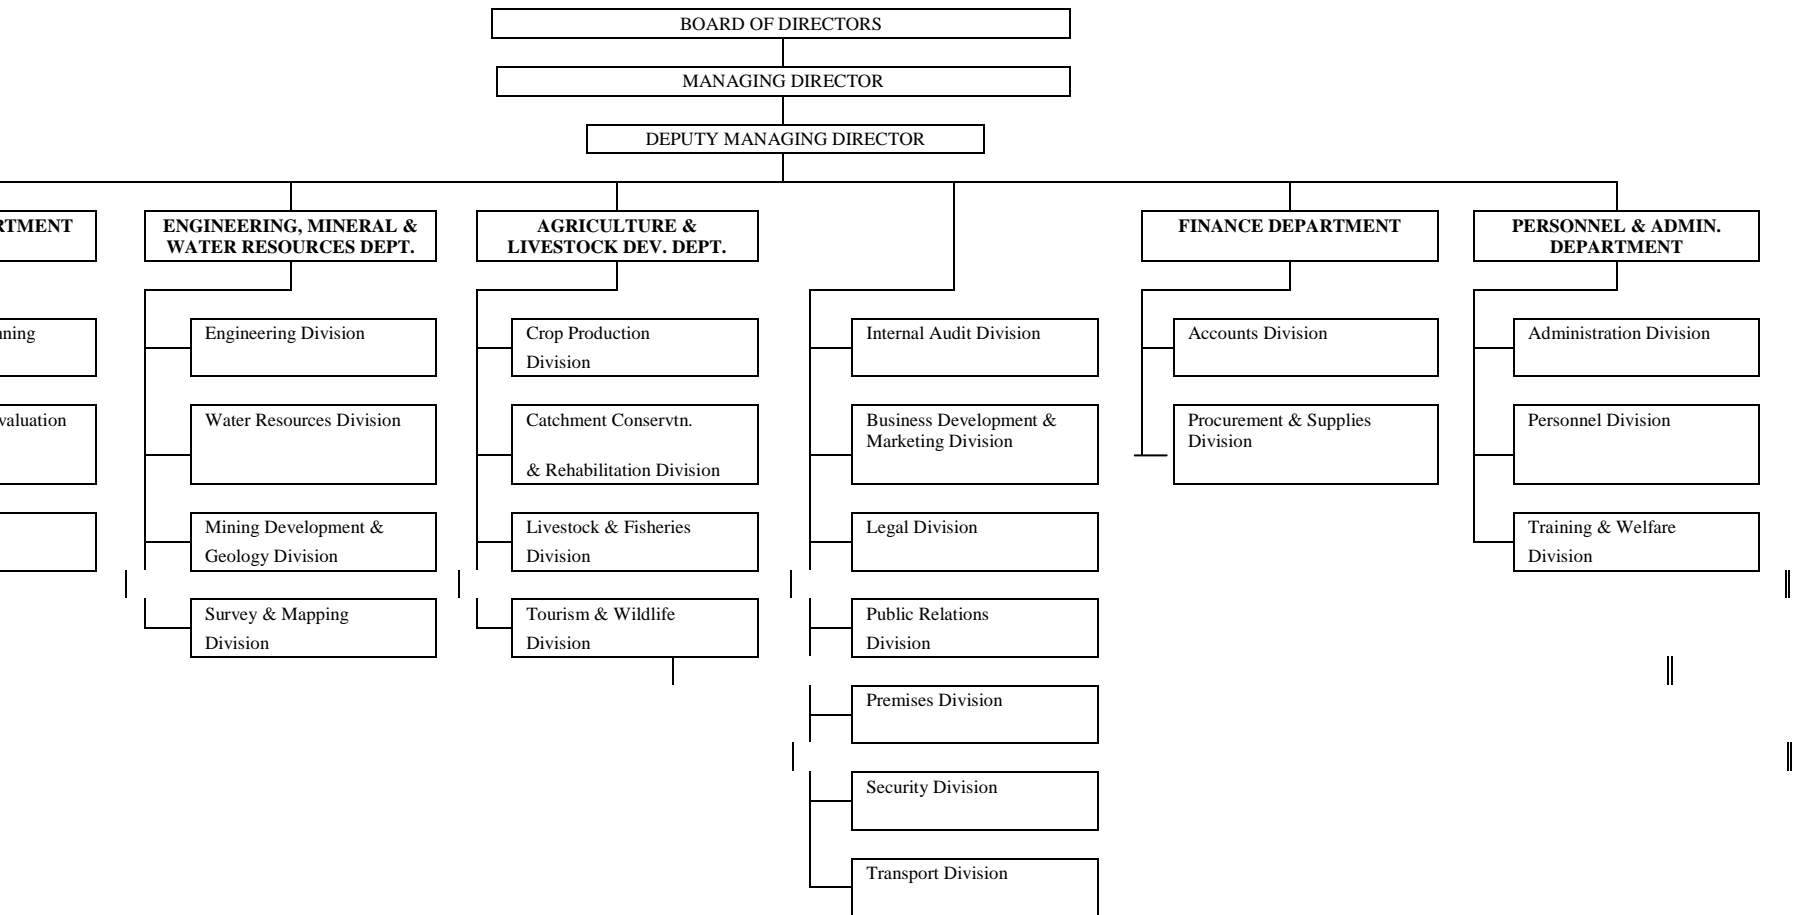 BOARD OF DIRECTORS
MANAGING DIRECTOR
DEPUTY MANAGING DIRECTOR
RTMENT
ENGINEERING, MINERAL &
WATER RESOURCES DEPT.
AGRICULTURE &
LIVESTOCK DEV. DEPT.
FINANCE DEPARTMENT
PERSONNEL & ADMIN.
DEPARTMENT
nning
valuation
Engineering Division
Water Resources Division
Mining Development &
Geology Division
Survey & Mapping
Division
Crop Production
Division
Catchment Conservtn.
& Rehabilitation Division
Livestock & Fisheries
Division
Tourism & Wildlife
Division
Internal Audit Division
Business Development &
Marketing Division
Legal Division
Public Relations
Division
Premises Division
Security Division
Transport Division
Accounts Division
Procurement & Supplies
Division
Administration Division
Personnel Division
Training & Welfare
Division